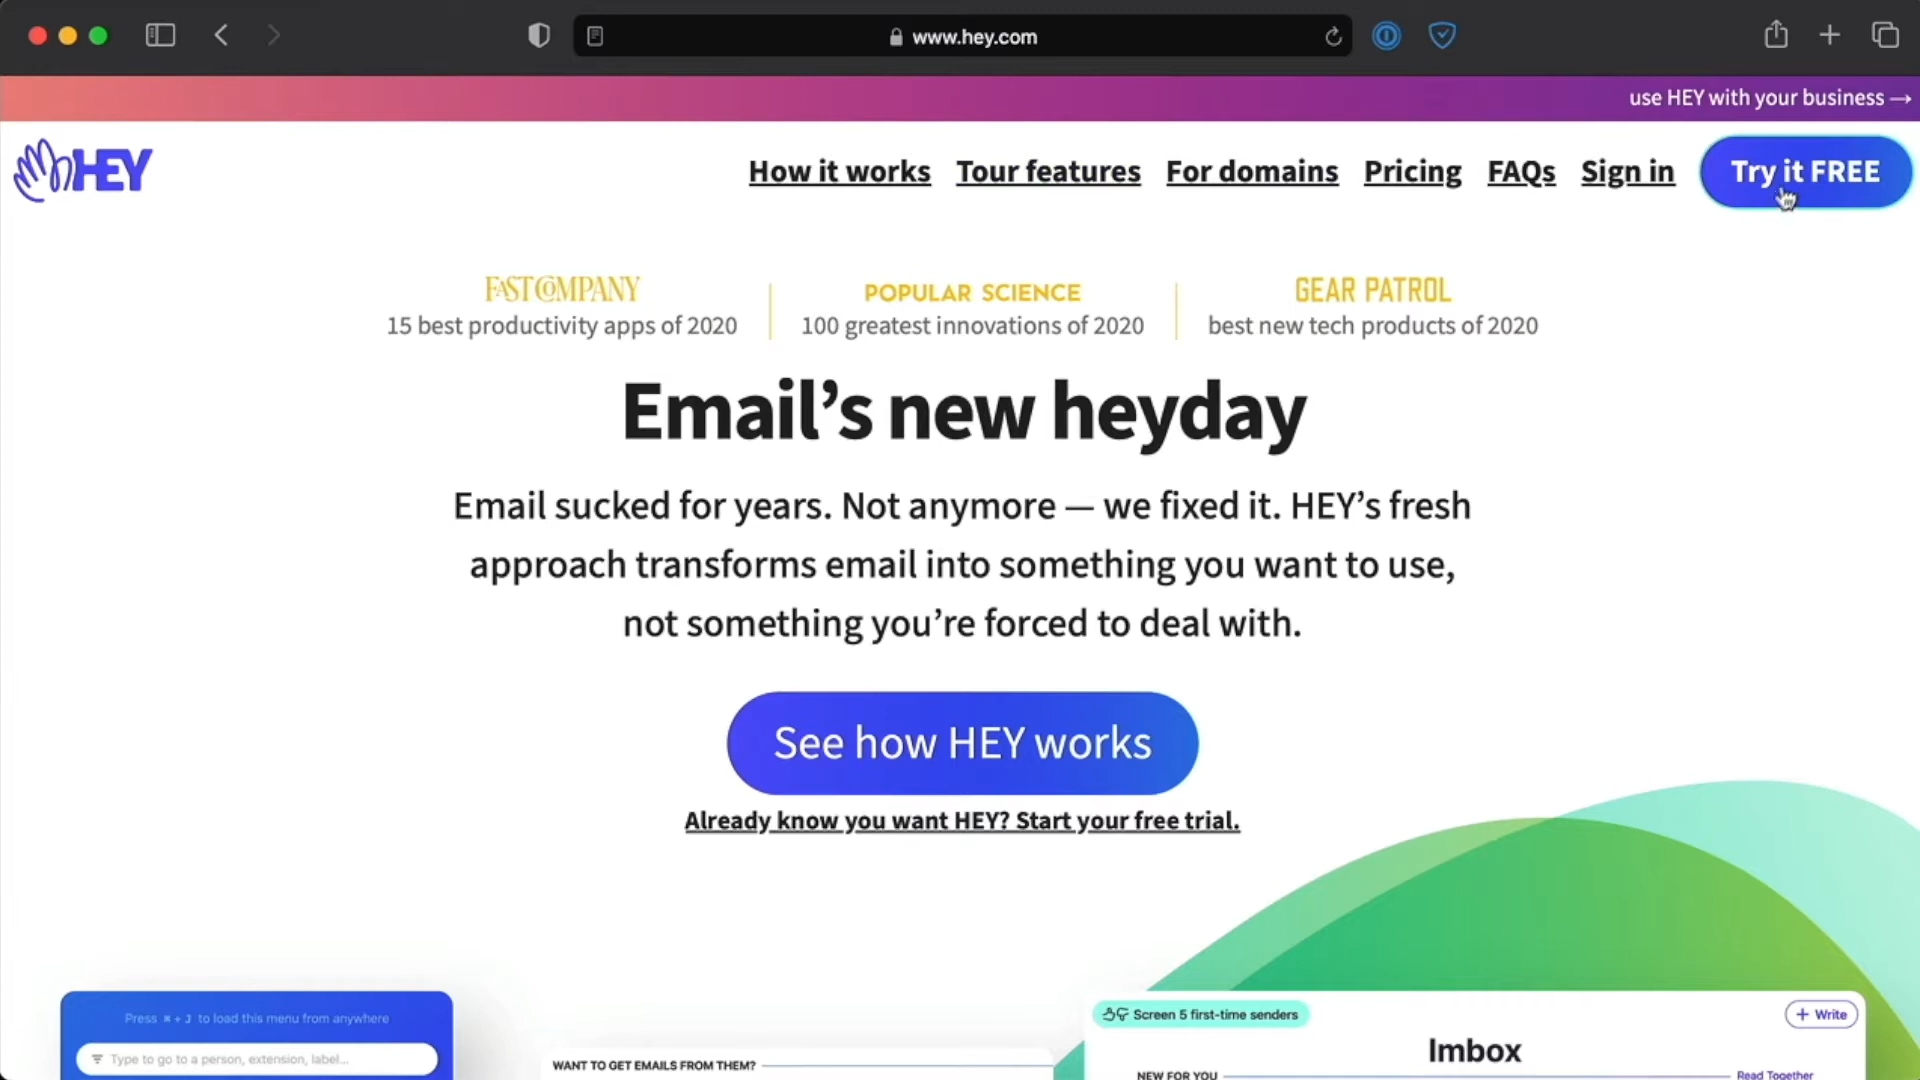 www.hey.com
use HEY with your business →
HEY
How it works Tour features For domains Pricing FAQs Sign in Try it FREE
FAST COMPANY
15 best productivity apps of 2020
POPULAR SCIENCE
100 greatest innovations of 2020
GEAR PATROL
best new tech products of 2020
Email’s new heyday
Email sucked for years. Not anymore — we fixed it. HEY’s fresh
approach transforms email into something you want to use,
not something you’re forced to deal with.
See how HEY works
Already know you want HEY? Start your free trial.
Press ⌘ + J to load this menu from anywhere
Type to go to a person, extension, label...
WANT TO GET EMAILS FROM THEM?
Screen 5 first-time senders
+ Write
Imbox
NEW FOR YOU
Read Together